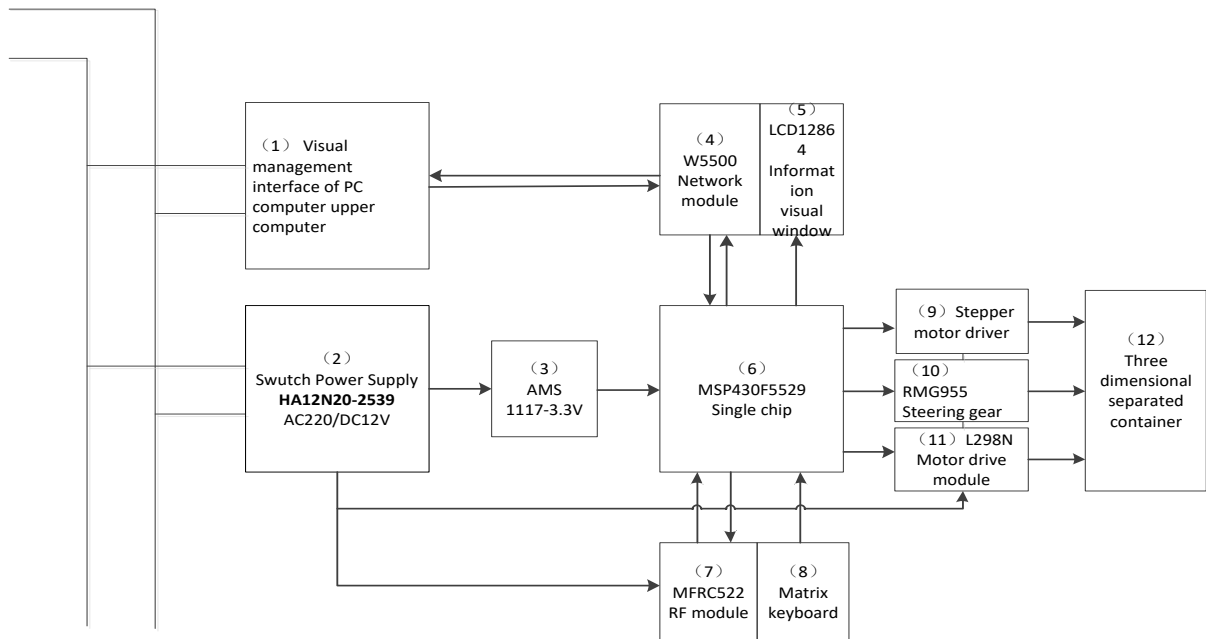 （1） Visual
management
interface of PC
computer upper
computer
（4）
W5500
Network
module
（5）
LCD1286
4
Informat
ion
visual
window
（2）
Swutch Power Supply
HA12N20-2539
AC220/DC12V
（3）
AMS
1117-3.3V
（6）
MSP430F5529
Single chip
（9）Stepper
motor driver
（10）
RMG955
Steering gear
（11）L298N
Motor drive
module
（12）
Three
dimensional
separated
container
（7）
MFRC522
RF module
（8）
Matrix
keyboard